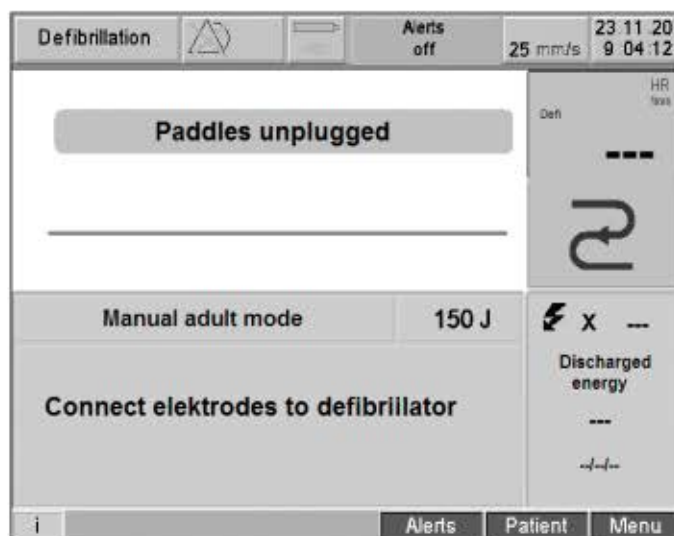 Defibrillation
Alerts
off
25 mm/s
23 11 20
9 04:12
Paddles unplugged
HR
Defi
---
Manual adult mode
150 J
x ---
Discharged
energy
---
--/--/--
Connect elektrodes to defibrillator
i
Alerts
Patient
Menu